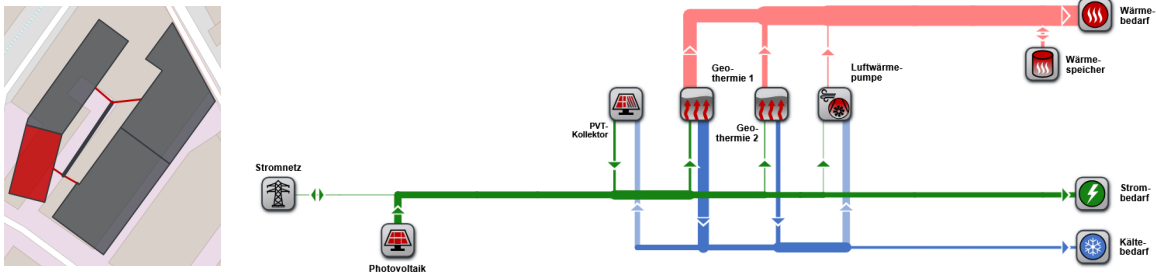 Wärme-
bedarf
Geo-
thermie 1
Luftwärme-
pumpe
Wärme-
speicher
PVT-
Kollektor
Geo-
thermie 2
Stromnetz
Strom-
bedarf
Photovoltaik
Kälte-
bedarf